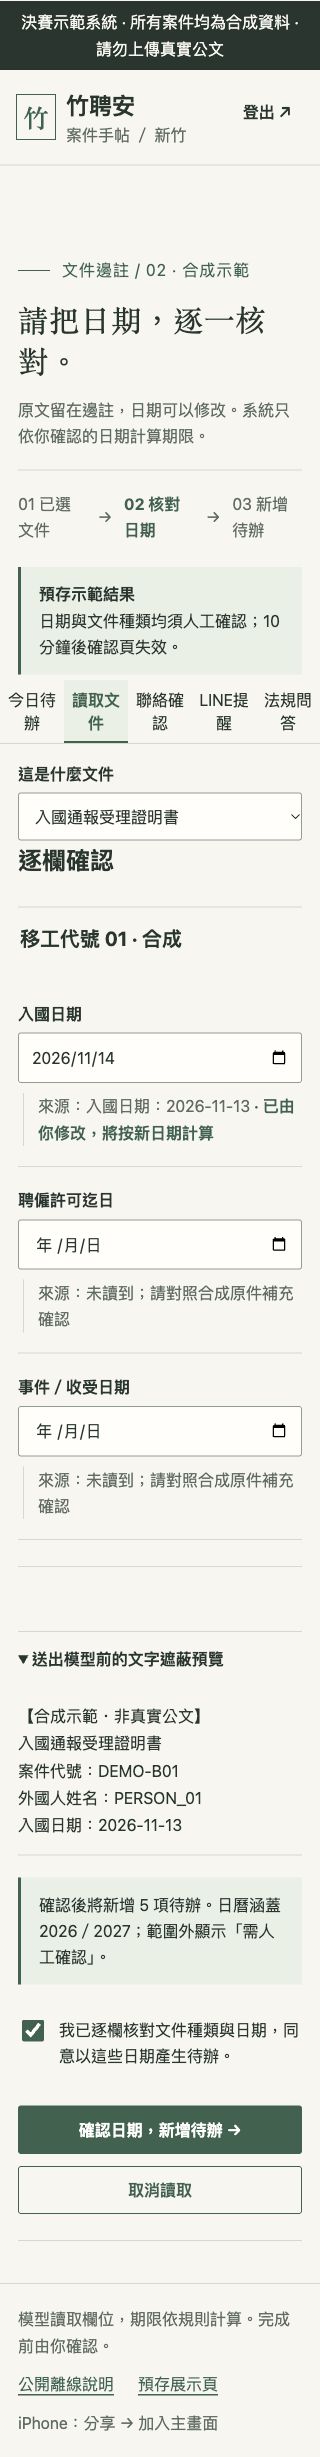 決賽示範系統 · 所有案件均為合成資料 ·
請勿上傳真實公文
竹
竹聘安
案件手帖 / 新竹
登出 ↗
文件邊註 / 02 · 合成示範
請把日期，逐一核
對。
原文留在邊註，日期可以修改。系統只
依你確認的日期計算期限。
01 已選
文件
→
02 核對
日期
→
03 新增
待辦
預存示範結果
日期與文件種類均須人工確認；10
分鐘後確認頁失效。
今日待
辦
讀取文
件
聯絡確
認
LINE提
醒
法規問
答
這是什麼文件
入國通報受理證明書
逐欄確認
移工代號 01 · 合成
入國日期
2026/11/14
來源：入國日期：2026-11-13 · 已由
你修改，將按新日期計算
聘僱許可迄日
年 /月/日
來源：未讀到；請對照合成原件補充
確認
事件 / 收受日期
年 /月/日
來源：未讀到；請對照合成原件補充
確認
▼ 送出模型前的文字遮蔽預覽
【合成示範．非真實公文】
入國通報受理證明書
案件代號：DEMO-B01
外國人姓名：PERSON_01
入國日期：2026-11-13
確認後將新增 5 項待辦。日曆涵蓋
2026 / 2027；範圍外顯示「需人
工確認」。
我已逐欄核對文件種類與日期，同
意以這些日期產生待辦。
確認日期，新增待辦 →
取消讀取
模型讀取欄位，期限依規則計算。完成
前由你確認。
公開離線說明
預存展示頁
iPhone：分享 → 加入主畫面